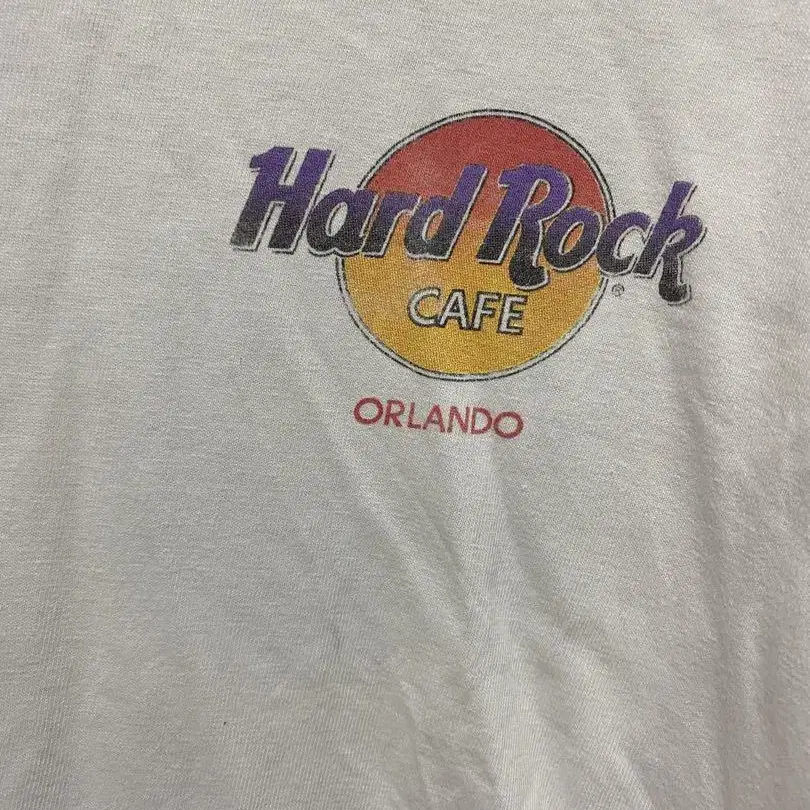 Hard Rock
CAFE
®
ORLANDO